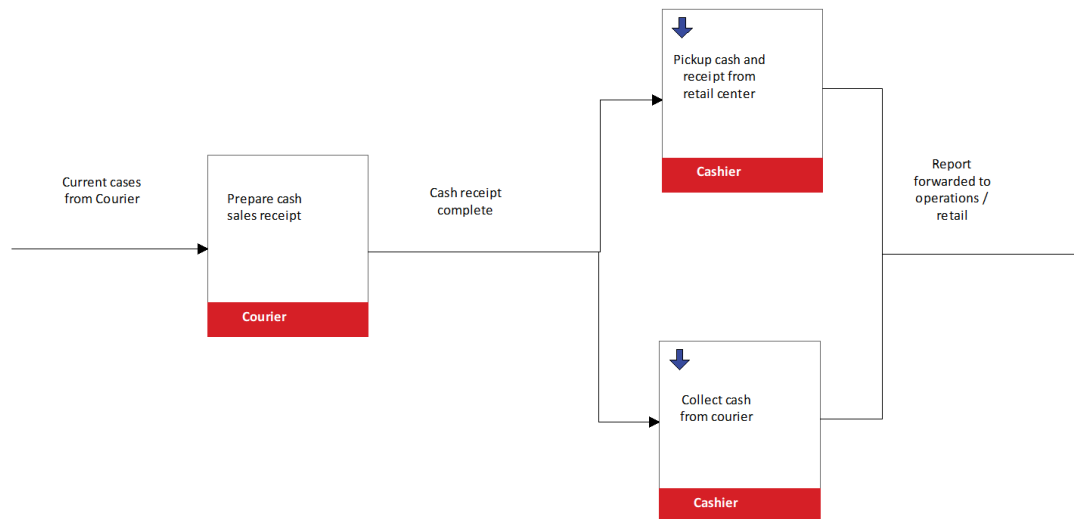 Current cases
from Courier
Prepare cash
sales receipt
Courier
Cash receipt
complete
Pickup cash and
receipt from
retail center
Cashier
Collect cash
from courier
Cashier
Report
forwarded to
operations /
retail